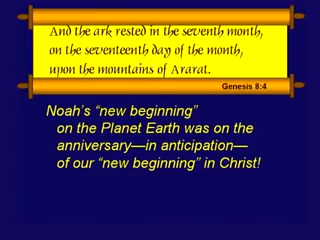 And the ark rested in the seventh month,
on the seventeenth day of the month,
upon the mountains of Ararat.
Genesis 8:4
Noah's "new beginning"
on the Planet Earth was on the
anniversary—in anticipation—
of our "new beginning" in Christ!